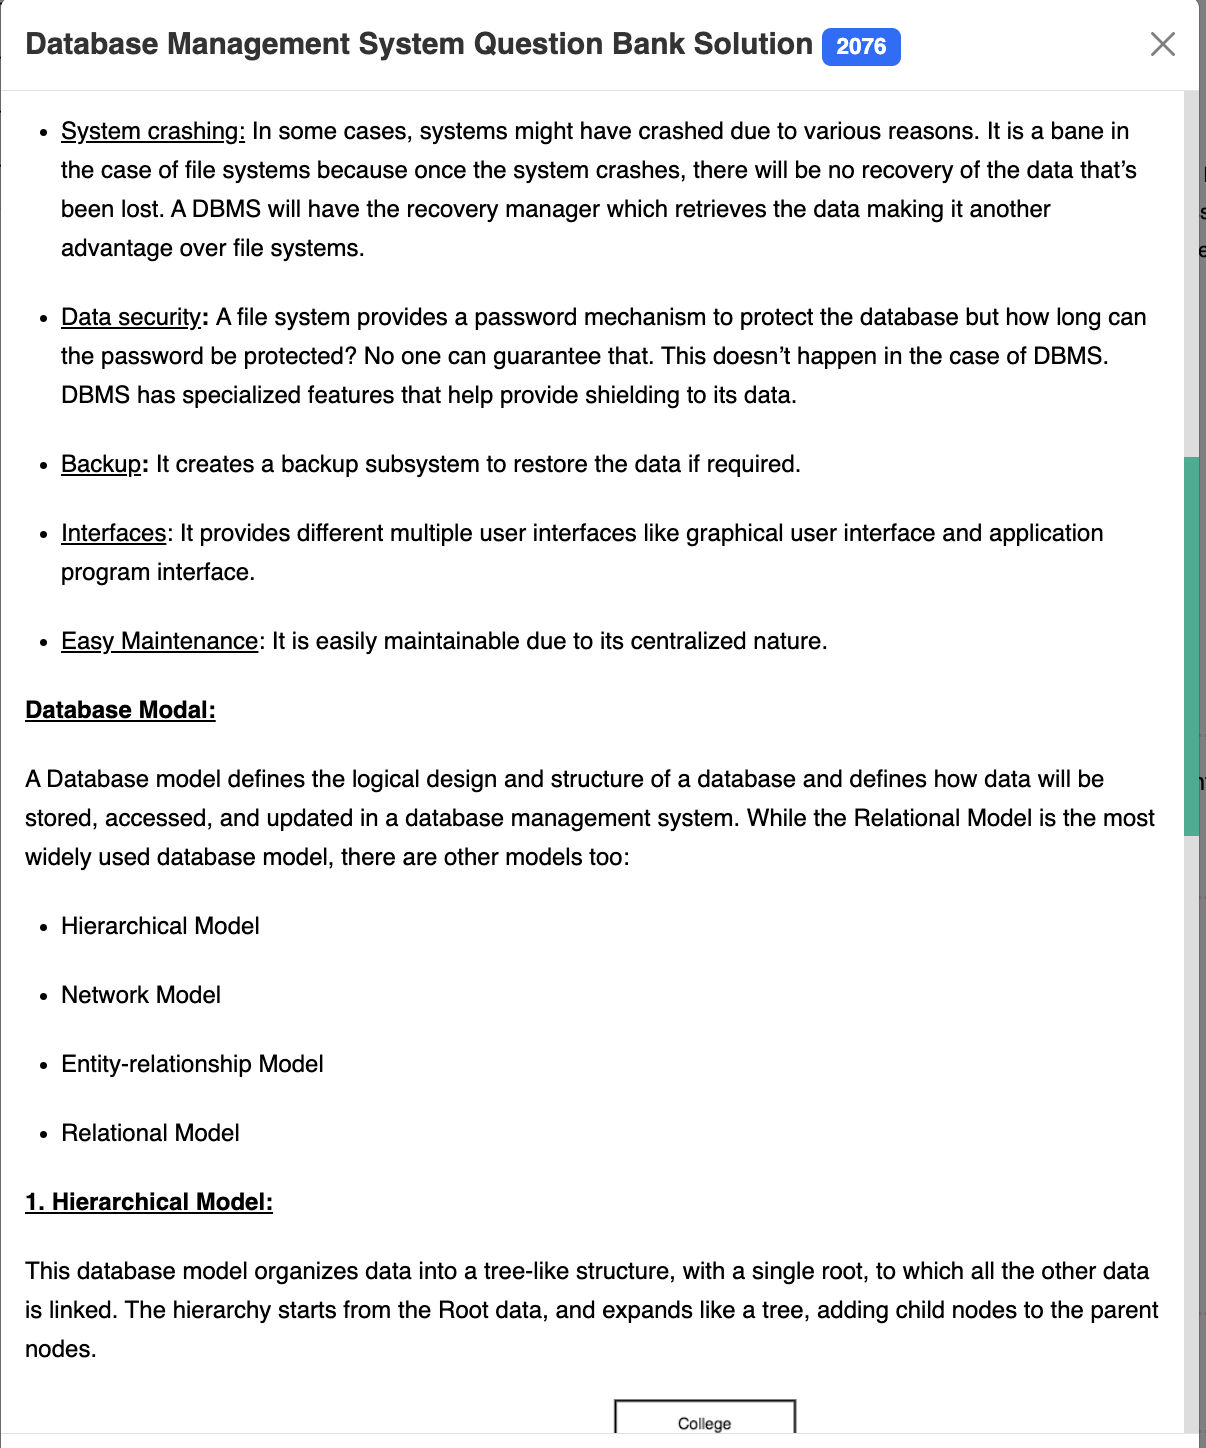 Database Management System Question Bank Solution 2076
• System crashing: In some cases, systems might have crashed due to various reasons. It is a bane in
the case of file systems because once the system crashes, there will be no recovery of the data that’s
been lost. A DBMS will have the recovery manager which retrieves the data making it another
advantage over file systems.
• Data security: A file system provides a password mechanism to protect the database but how long can
the password be protected? No one can guarantee that. This doesn’t happen in the case of DBMS.
DBMS has specialized features that help provide shielding to its data.
• Backup: It creates a backup subsystem to restore the data if required.
• Interfaces: It provides different multiple user interfaces like graphical user interface and application
program interface.
• Easy Maintenance: It is easily maintainable due to its centralized nature.
Database Modal:
A Database model defines the logical design and structure of a database and defines how data will be
stored, accessed, and updated in a database management system. While the Relational Model is the most
widely used database model, there are other models too:
• Hierarchical Model
• Network Model
• Entity-relationship Model
• Relational Model
1. Hierarchical Model:
This database model organizes data into a tree-like structure, with a single root, to which all the other data
is linked. The hierarchy starts from the Root data, and expands like a tree, adding child nodes to the parent
nodes.
College